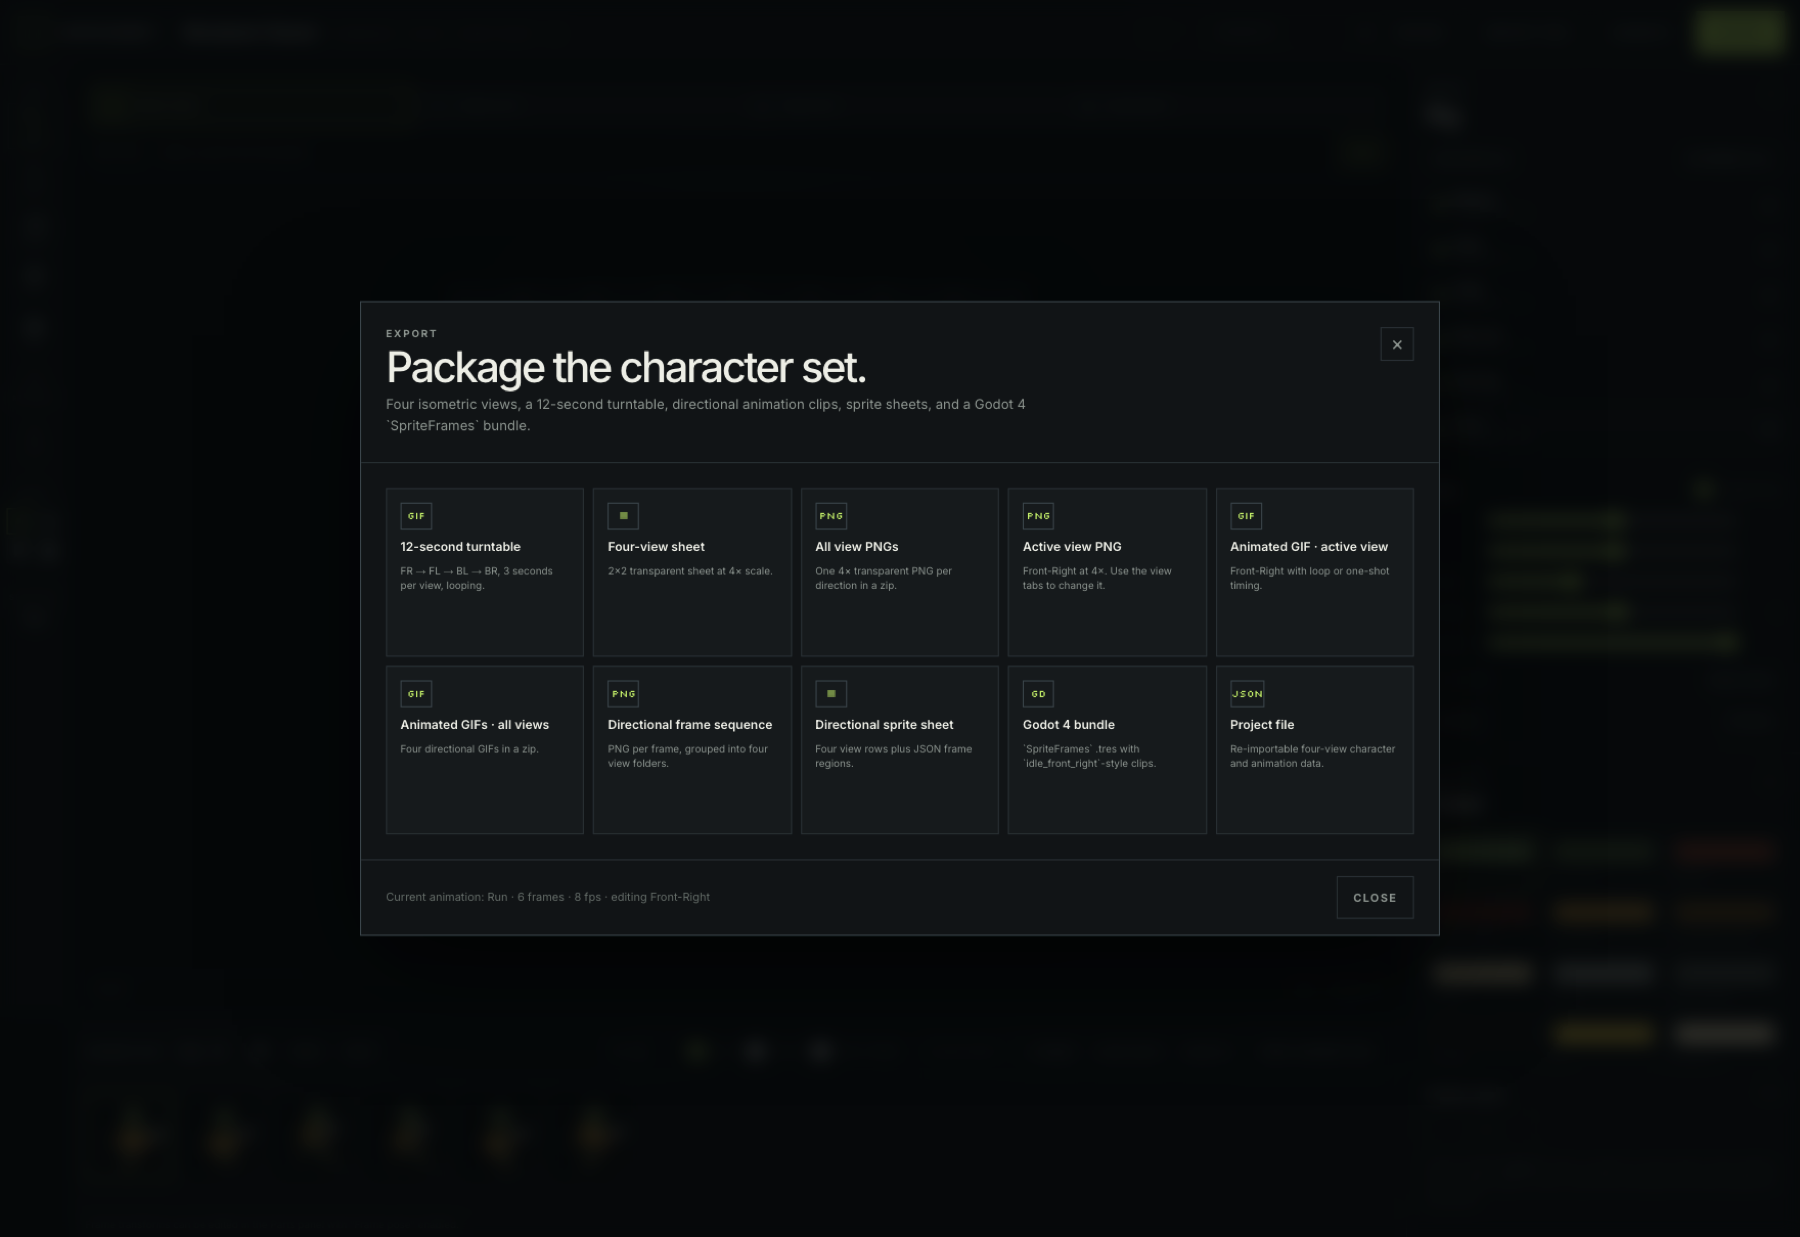 EXPORT
Package the character set.
Four isometric views, a 12-second turntable, directional animation clips, sprite sheets, and a Godot 4
`SpriteFrames` bundle.
×
GIF
12-second turntable
FR → FL → BL → BR, 3 seconds
per view, looping.
Four-view sheet
2×2 transparent sheet at 4× scale.
PNG
All view PNGs
One 4× transparent PNG per
direction in a zip.
PNG
Active view PNG
Front-Right at 4×. Use the view
tabs to change it.
GIF
Animated GIF · active view
Front-Right with loop or one-shot
timing.
GIF
Animated GIFs · all views
Four directional GIFs in a zip.
PNG
Directional frame sequence
PNG per frame, grouped into four
view folders.
Directional sprite sheet
Four view rows plus JSON frame
regions.
GD
Godot 4 bundle
`SpriteFrames` .tres with
`idle_front_right`-style clips.
JSON
Project file
Re-importable four-view character
and animation data.
Current animation: Run · 6 frames · 8 fps · editing Front-Right
CLOSE